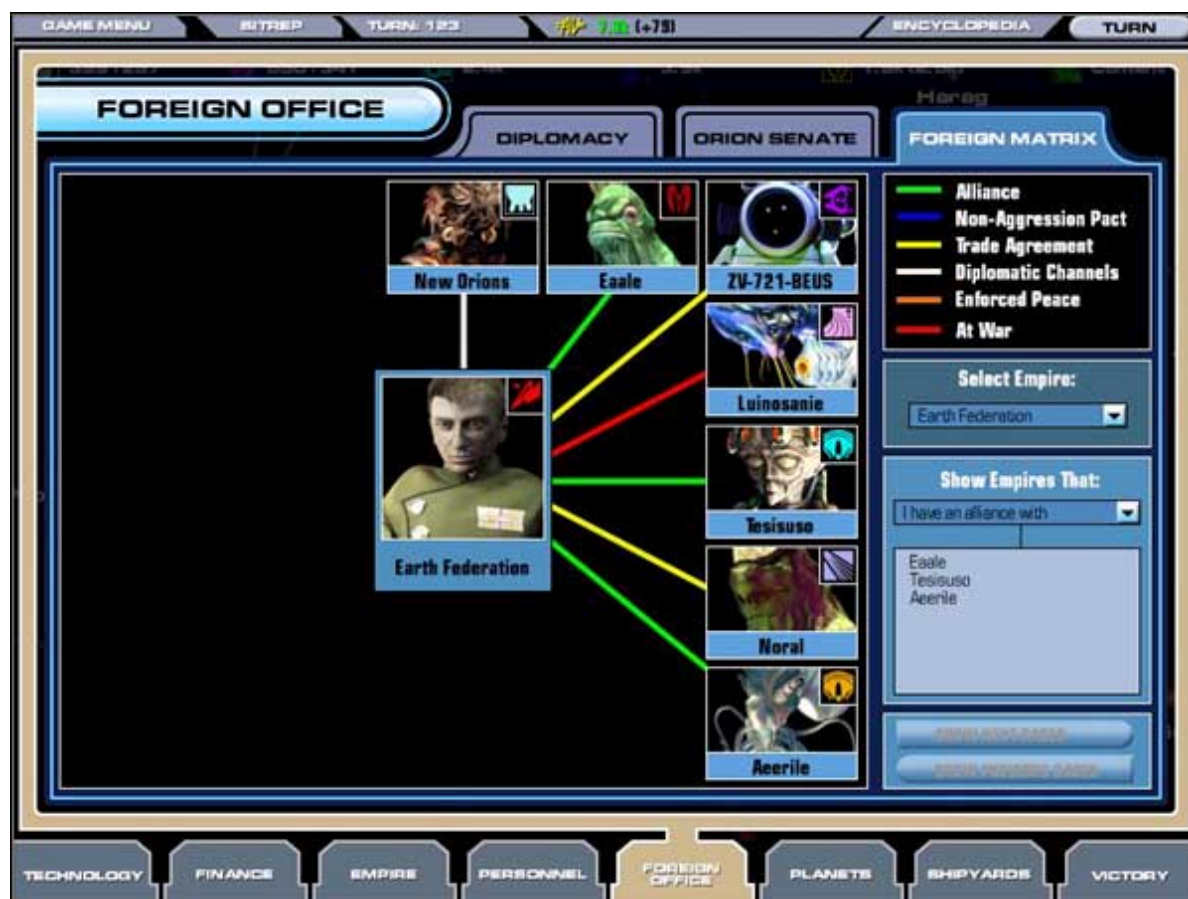 GAME MENU
SITREP
TURN: 123
(+79)
ENCYCLOPEDIA
TURN
Harag
FOREIGN OFFICE
DIPLOMACY
ORION SENATE
FOREIGN MATRIX
New Orions
Eaale
ZV-721-BEUS
Luinosanie
Tesisuso
Noral
Aeerile
Earth Federation
Alliance
Non-Aggression Pact
Trade Agreement
Diplomatic Channels
Enforced Peace
At War
Select Empire:
Earth Federation
Show Empires That:
I have an alliance with
Eaale
Tesisuso
Aeerile
TECHNOLOGY
FINANCE
EMPIRE
PERSONNEL
FOREIGN
OFFICE
PLANETS
SHIPYARDS
VICTORY